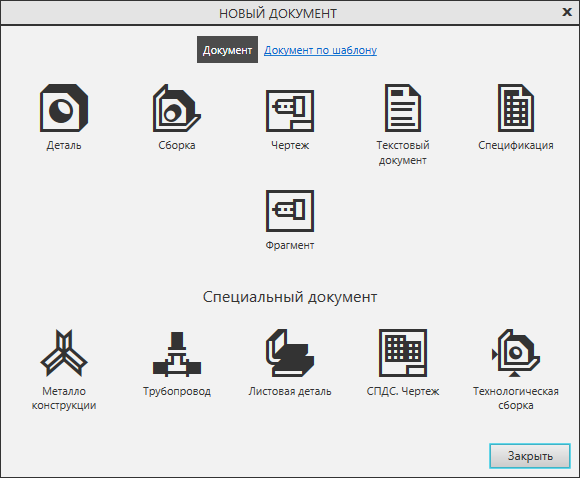 НОВЫЙ ДОКУМЕНТ
Документ Документ по шаблону
Деталь
Сборка
Чертеж
Текстовый
документ
Спецификация
Фрагмент
Специальный документ
Металло
конструкции
Трубопровод
Листовая деталь
СПДС. Чертеж
Технологическая
сборка
Закрыть